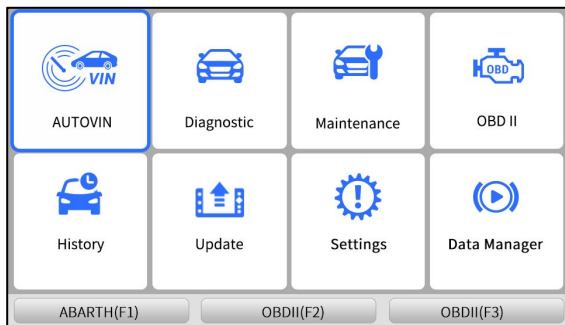 VIN
OBD
AUTOVIN
Diagnostic
Maintenance
OBD II
History
Update
Settings
Data Manager
ABARTH(F1)
OBDII(F2)
OBDII(F3)